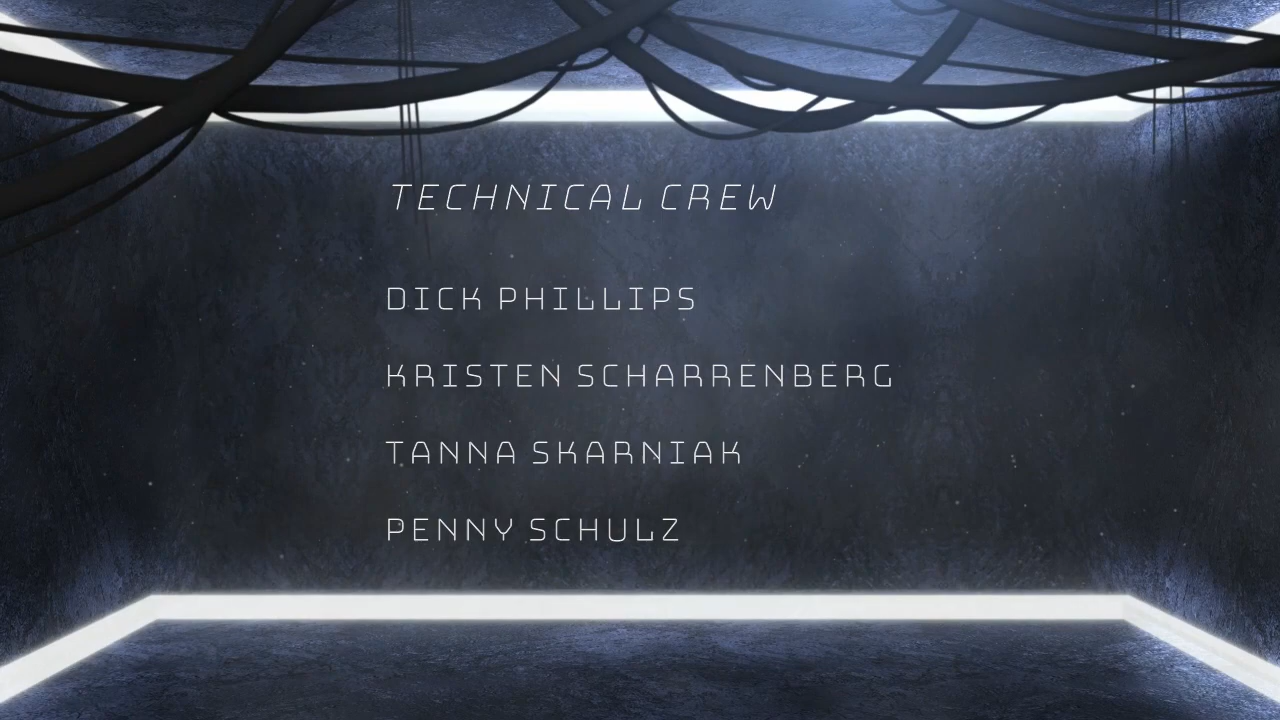 TECHNICAL CREW
DICK PHILLIPS
KRISTEN SCHARRENBERG
TANNA SKARNIAK
PENNY SCHULZ